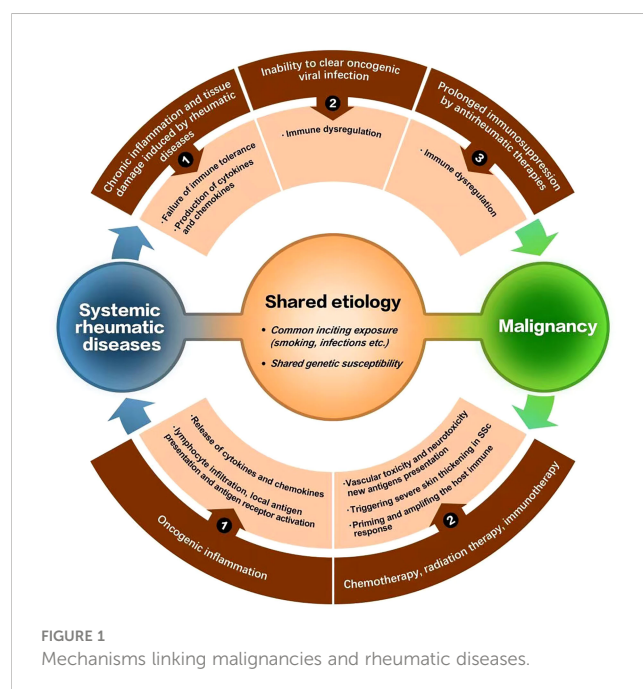 Chronic inflammation and tissue
damage induced by rheumatic
diseases
1
· Failure of immune tolerance
· Production of cytokines
and chemokines
Inability to clear oncogenic
viral infection
2
· Immune dysregulation
Prolonged immunosuppression
by antirheumatic therapies
3
· Immune dysregulation
Systemic
rheumatic
diseases
Shared etiology
• Common inciting exposure
(smoking, infections etc.)
• Shared genetic susceptibility
Malignancy
· Release of cytokines and chemokines
· lymphocyte infiltration, local antigen
presentation and antigen receptor activation
1
Oncogenic inflammation
· Vascular toxicity and neurotoxicity
new antigens presentation
· Triggering severe skin thickening in SSc
· Priming and amplifing the host immune
response
2
Chemotherapy, radiation therapy, immunotherapy
FIGURE 1
Mechanisms linking malignancies and rheumatic diseases.